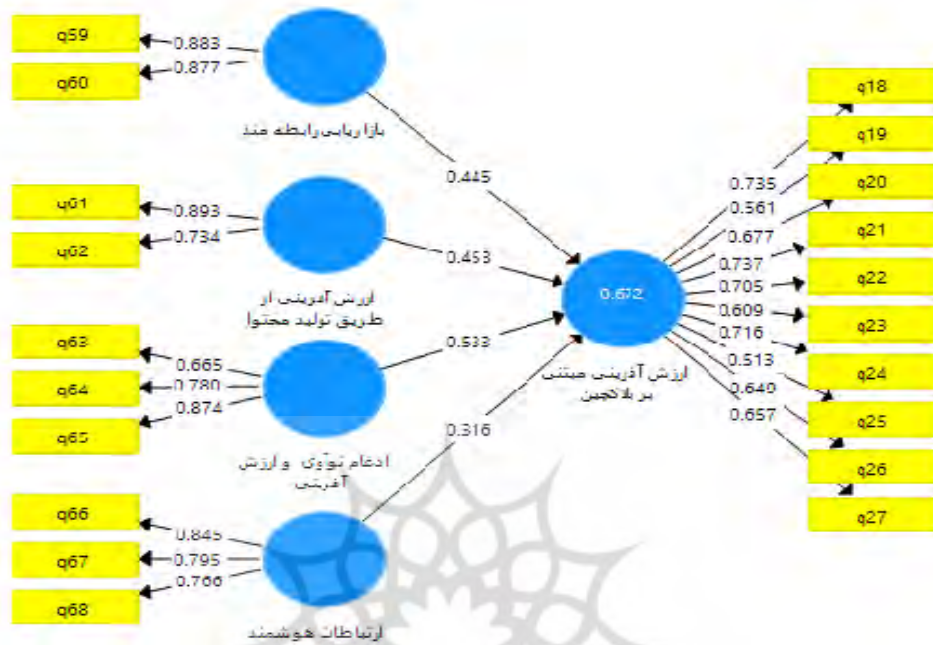 q59
0.883
q60
0.877
بازاریابی رابطه مند
0.445
q61
0.893
q62
0.734
ارزش آفرینی از
طریق تولید محتوا
0.453
q63
0.665
q64
0.780
q65
0.874
ادغام نوآوری و ارزش
آفرینی
0.533
q66
0.845
q67
0.795
q68
0.766
ارتباطات هوشمند
0.316
0.672
ارزش آفرینی مبتنی
بر بلاکچین
0.735
q18
0.561
q19
0.677
q20
0.737
q21
0.705
q22
0.609
q23
0.716
q24
0.513
q25
0.649
q26
0.657
q27